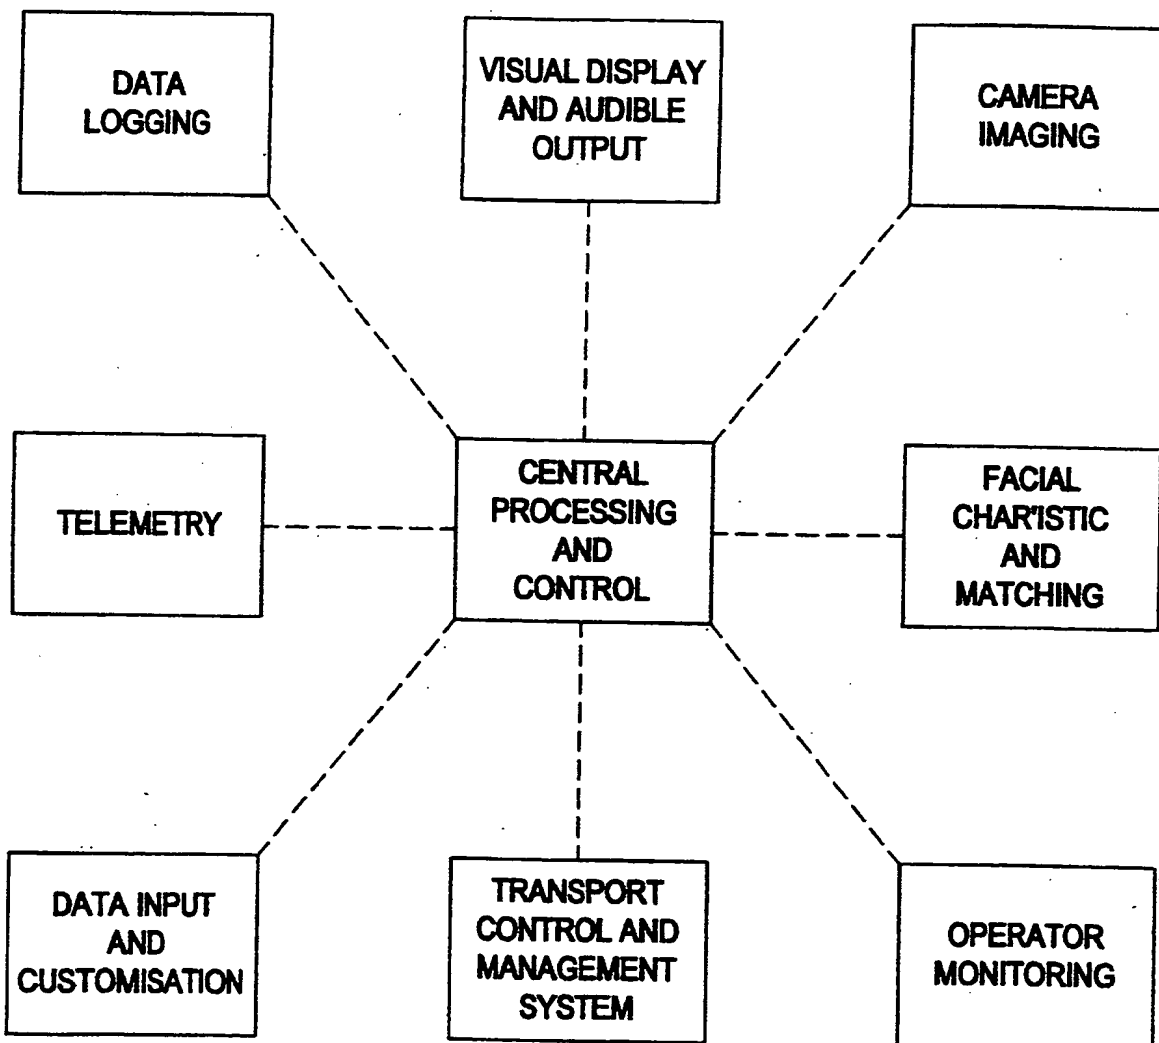 DATA
LOGGING
VISUAL DISPLAY
AND AUDIBLE
OUTPUT
CAMERA
IMAGING
TELEMETRY
CENTRAL
PROCESSING
AND
CONTROL
FACIAL
CHAR'ISTIC
AND
MATCHING
DATA INPUT
AND
CUSTOMISATION
TRANSPORT
CONTROL AND
MANAGEMENT
SYSTEM
OPERATOR
MONITORING